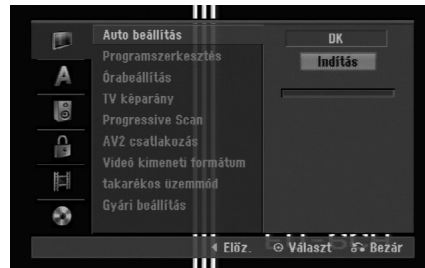 Auto beállítás
Programszerkesztés
Órabeállítás
TV képarány
Progressive Scan
AV2 csatlakozás
Videó kimeneti formátum
takarékos üzemmód
Gyári beállítás
DK
Indítás
A
Előz.
Választ
Bezár